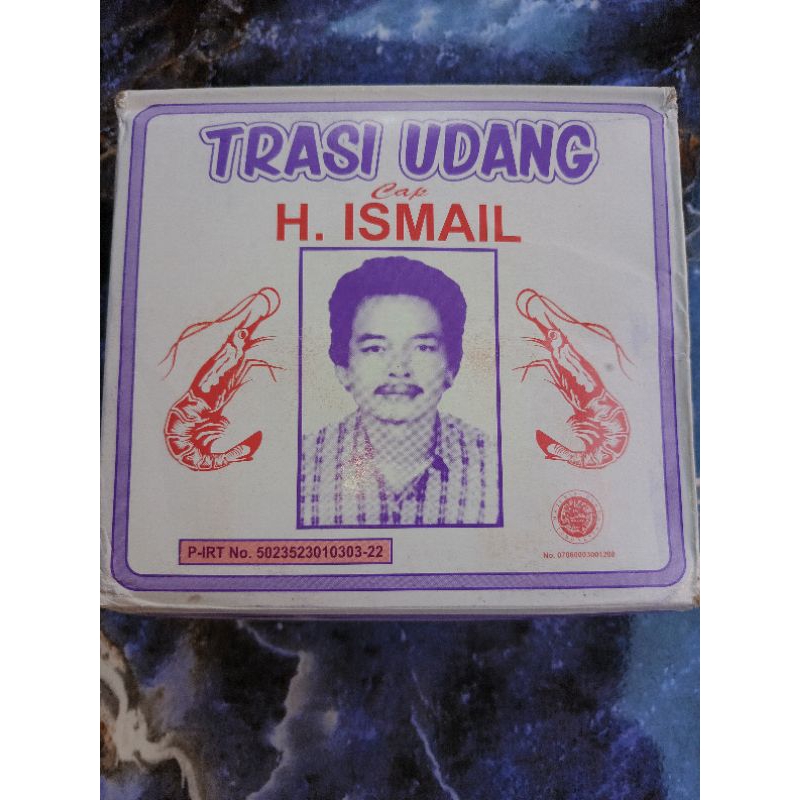 TRASI UDANG
Cap
H. ISMAIL
P-IRT No. 5023523010303-22